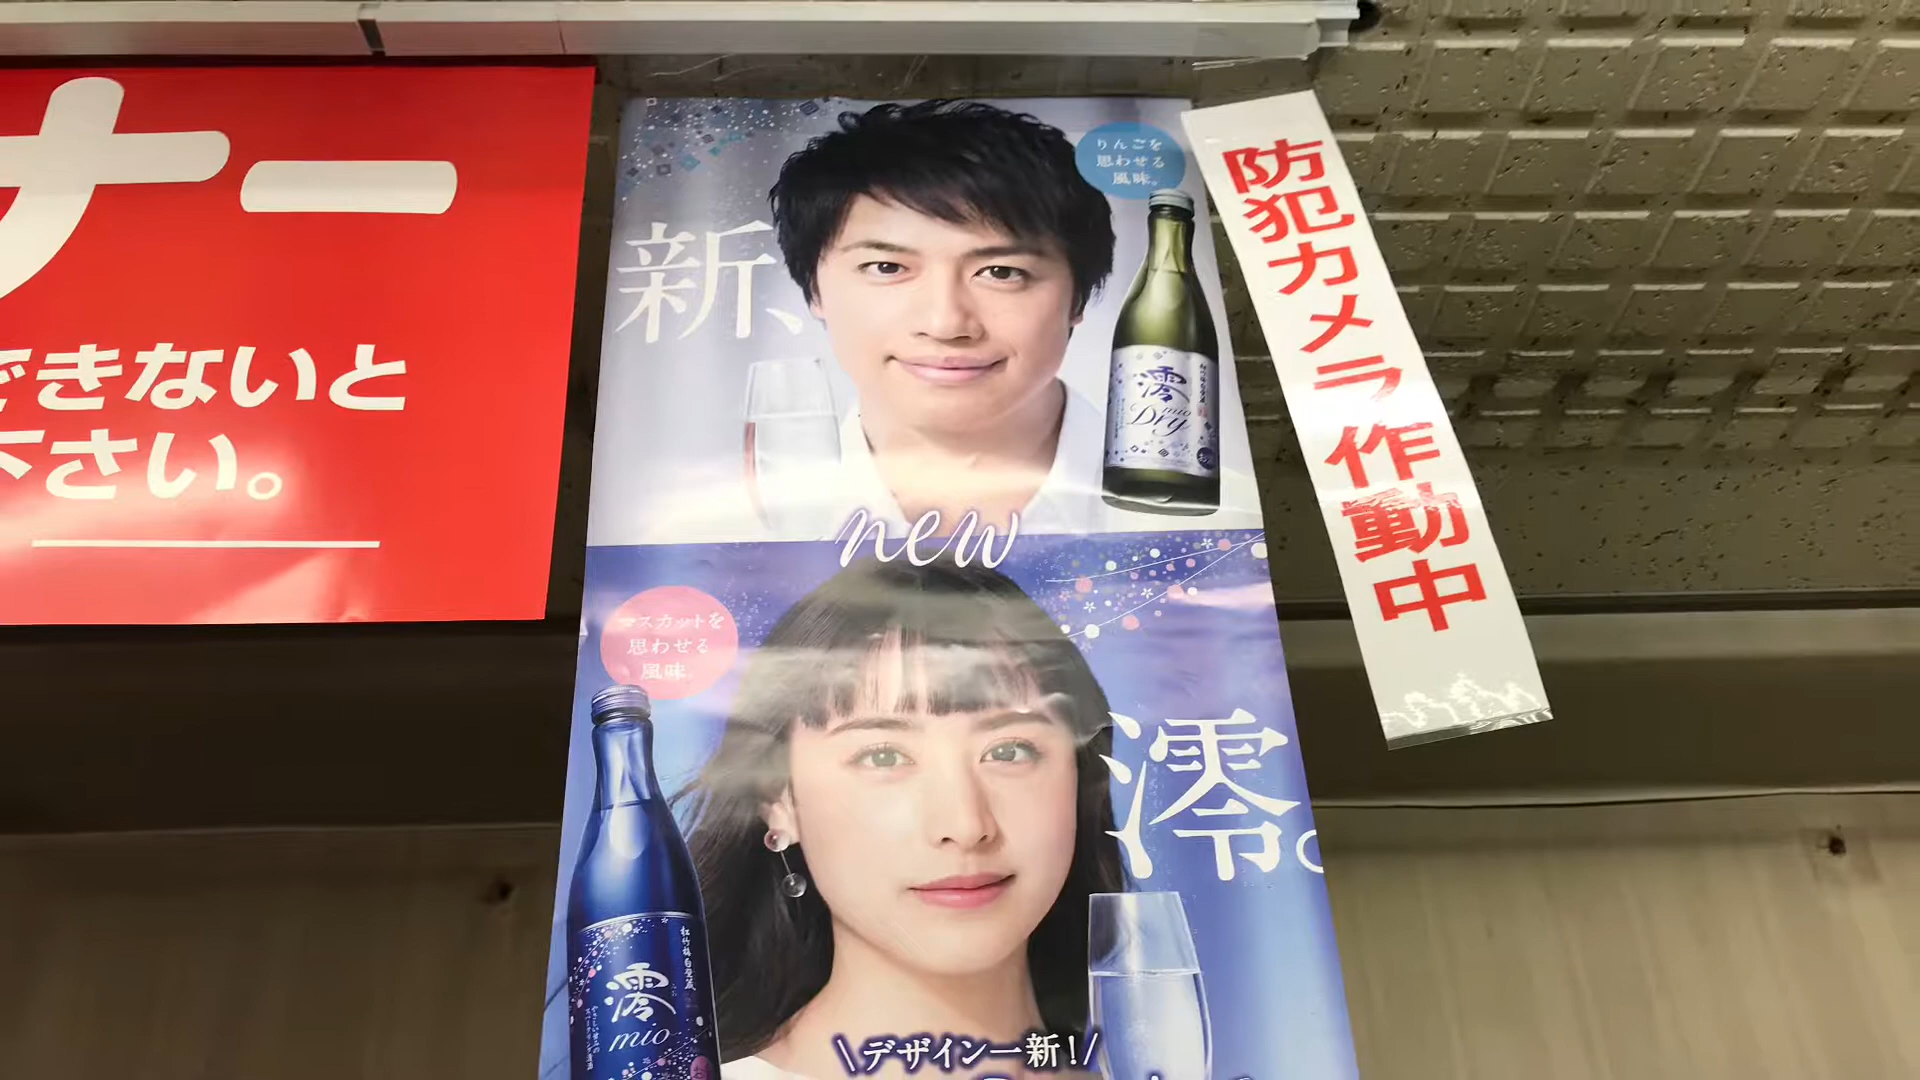 ナー
できないと
下さい。
新、
りんごを
思わせる
風味。
澪
mio
Dry
new
マスカットを
思わせる
風味。
澪。
松竹梅白壁蔵
澪
mio
デザイン一新!
防犯カメラ作動中